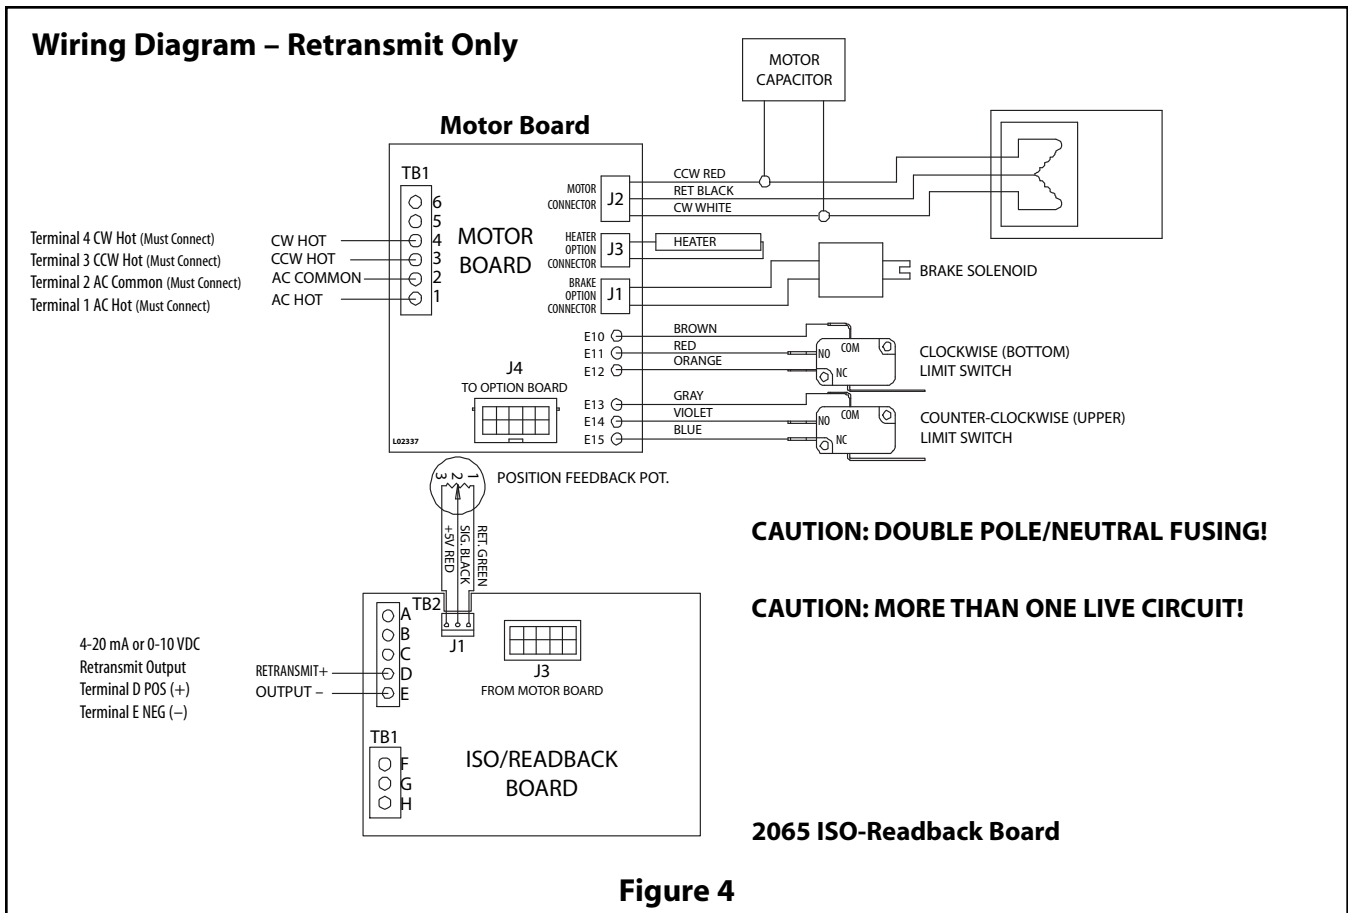 Wiring Diagram – Retransmit Only
MOTOR
CAPACITOR
Motor Board
TB1
6
5
4
3
2
1
MOTOR
BOARD
Terminal 4 CW Hot (Must Connect)
Terminal 3 CCW Hot (Must Connect)
Terminal 2 AC Common (Must Connect)
Terminal 1 AC Hot (Must Connect)
CW HOT
CCW HOT
AC COMMON
AC HOT
MOTOR
CONNECTOR
J2
CCW RED
RET BLACK
CW WHITE
HEATER
OPTION
CONNECTOR
J3
HEATER
BRAKE
OPTION
CONNECTOR
J1
BRAKE SOLENOID
E10
E11
E12
BROWN
RED
ORANGE
NO
COM
NC
CLOCKWISE (BOTTOM)
LIMIT SWITCH
E13
E14
E15
GRAY
VIOLET
BLUE
NO
COM
NC
COUNTER-CLOCKWISE (UPPER)
LIMIT SWITCH
J4
TO OPTION BOARD
L02337
3 2 1
POSITION FEEDBACK POT.
+5V RED
SIG. BLACK
RET. GREEN
CAUTION: DOUBLE POLE/NEUTRAL FUSING!
CAUTION: MORE THAN ONE LIVE CIRCUIT!
TB2
A
B
C
D
E
J1
J3
FROM MOTOR BOARD
4-20 mA or 0-10 VDC
Retransmit Output
Terminal D POS (+)
Terminal E NEG (−)
RETRANSMIT+
OUTPUT –
TB1
F
G
H
ISO/READBACK
BOARD
2065 ISO-Readback Board
Figure 4